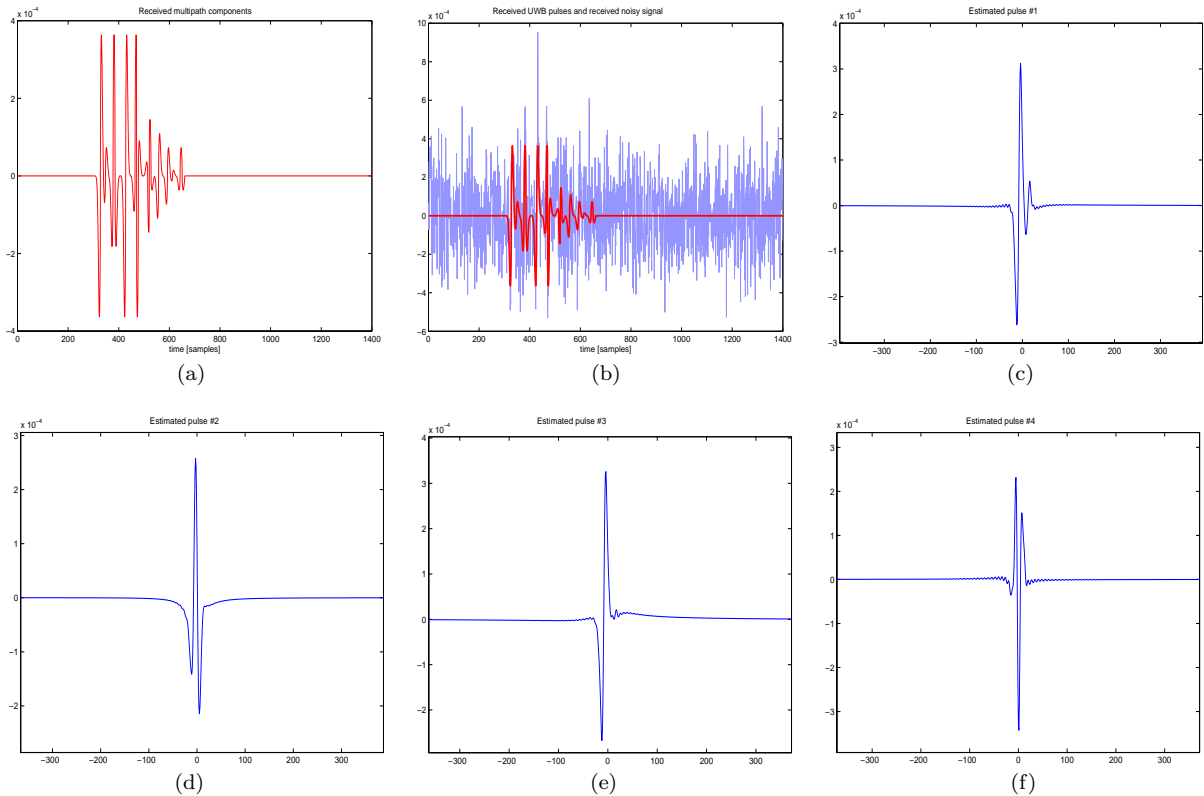 Received multipath components
x 10⁻⁴
4
2
0
−2
−4
0 200 400 600 800 1000 1200 1400
time [samples]
(a)
Received UWB pulses and received noisy signal
x 10⁻⁴
10
8
6
4
2
0
−2
−4
−6
0 200 400 600 800 1000 1200 1400
time [samples]
(b)
Estimated pulse #1
x 10⁻⁴
4
3
2
1
0
−1
−2
−3
−300 −200 −100 0 100 200 300
(c)
Estimated pulse #2
x 10⁻⁴
3
2
1
0
−1
−2
−300 −200 −100 0 100 200 300
(d)
Estimated pulse #3
x 10⁻⁴
4
3
2
1
0
−1
−2
−300 −200 −100 0 100 200 300
(e)
Estimated pulse #4
x 10⁻⁴
3
2
1
0
−1
−2
−3
−300 −200 −100 0 100 200 300
(f)